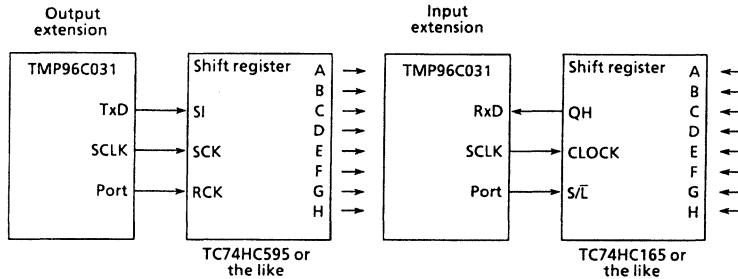 Output
extension
TMP96C031
TxD
SCLK
Port
Shift register
SI
SCK
RCK
A
B
C
D
E
F
G
H
TC74HC595 or
the like
Input
extension
TMP96C031
RxD
SCLK
Port
Shift register
QH
CLOCK
S/L̅
A
B
C
D
E
F
G
H
TC74HC165 or
the like